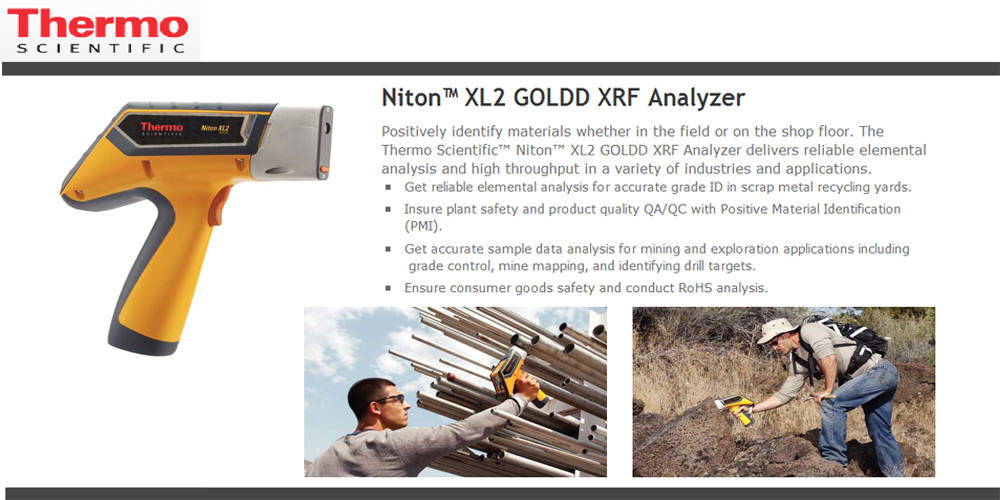 Thermo
SCIENTIFIC
Niton™ XL2 GOLDD XRF Analyzer
Thermo
SCIENTIFIC
Niton XL2
Positively identify materials whether in the field or on the shop floor. The
Thermo Scientific™ Niton™ XL2 GOLDD XRF Analyzer delivers reliable elemental
analysis and high throughput in a variety of industries and applications.
▪ Get reliable elemental analysis for accurate grade ID in scrap metal recycling yards.
▪ Insure plant safety and product quality QA/QC with Positive Material Identification
(PMI).
▪ Get accurate sample data analysis for mining and exploration applications including
grade control, mine mapping, and identifying drill targets.
▪ Ensure consumer goods safety and conduct RoHS analysis.